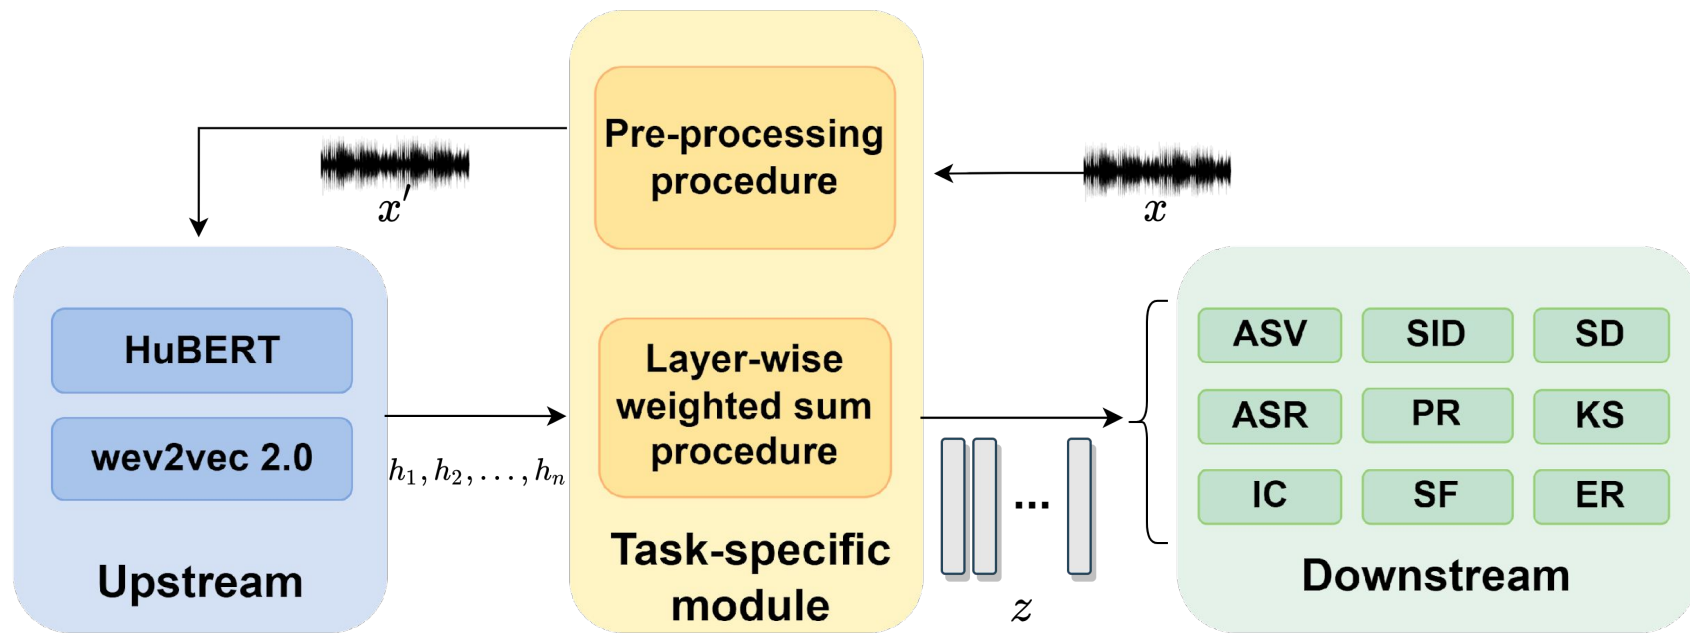 Pre-processing
procedure
x′
x
HuBERT
wev2vec 2.0
Upstream
h₁, h₂, . . . , hₙ
Layer-wise
weighted sum
procedure
Task-specific
module
...
z
ASV SID SD
ASR PR KS
IC SF ER
Downstream